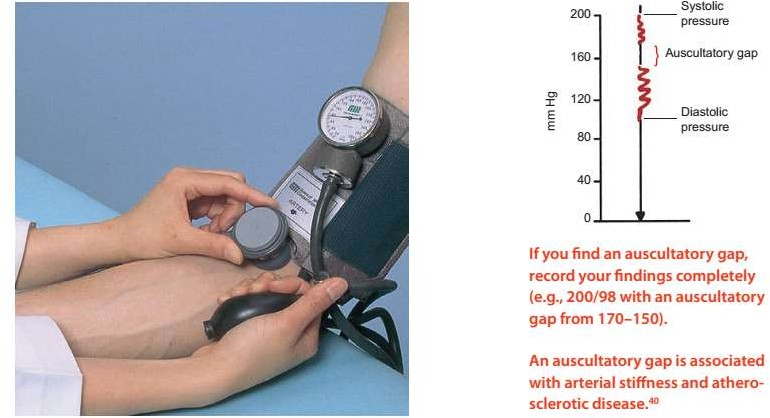 ARTERY
Systolic
pressure
200
160
Auscultatory gap
mm Hg
120
Diastolic
pressure
80
40
0
If you find an auscultatory gap,
record your findings completely
(e.g., 200/98 with an auscultatory
gap from 170–150).
An auscultatory gap is associated
with arterial stiffness and athero-
sclerotic disease.40